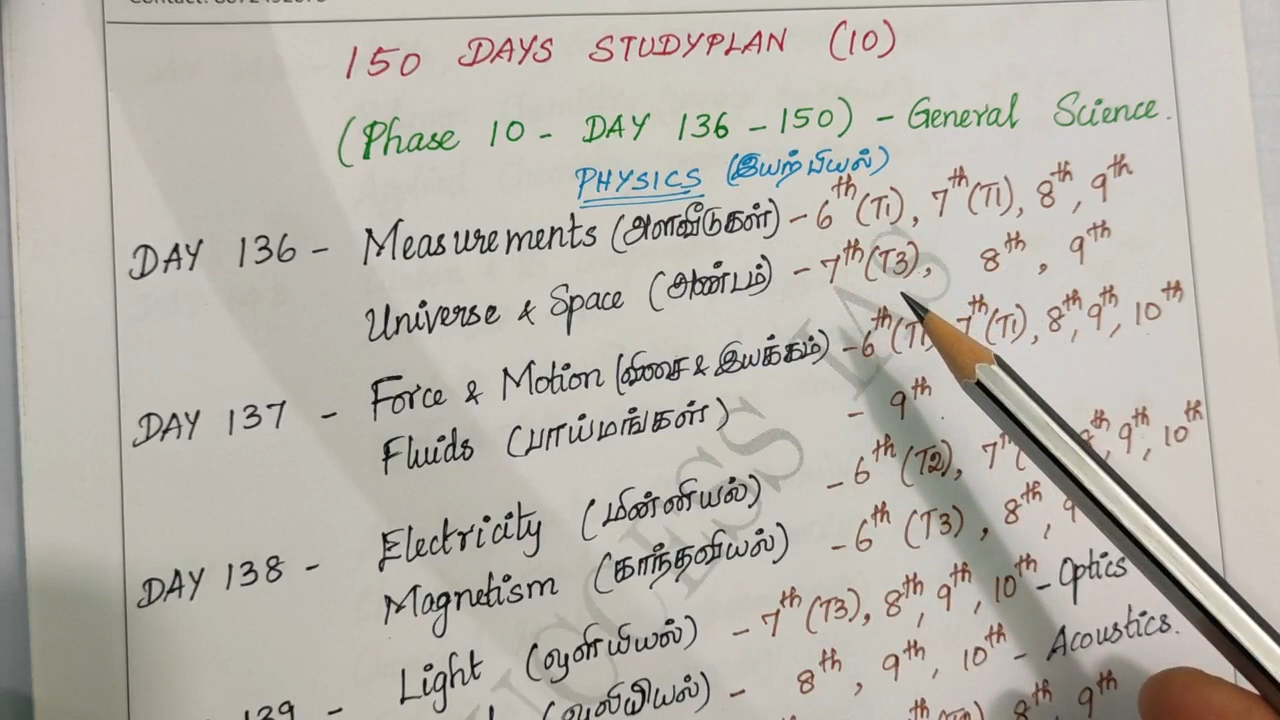 150 DAYS STUDYPLAN (10)
(Phase 10 - DAY 136 - 150) - General Science.
PHYSICS (இயற்பியல்)
DAY 136 - Measurements (அளவீடுகள்) - 6th (T1), 7th (T1), 8th, 9th
Universe & Space (அண்டம்) - 7th (T3), 8th, 9th
DAY 137 - Force & Motion (விசை & இயக்கம்) - 6th (T1), 7th (T1), 8th, 9th, 10th
Fluids (பாய்மங்கள்) - 9th.
DAY 138 - Electricity (மின்னியல்) - 6th (T2), 9th, 10th
Magnetism (காந்தவியல்) - 6th (T3), 8th,
Light (ஒளியியல்) - 7th (T3), 8th, 9th, 10th - Optics
139 - (ஒலியியல்) - 8th, 9th, 10th - Acoustics.
8th, 9th